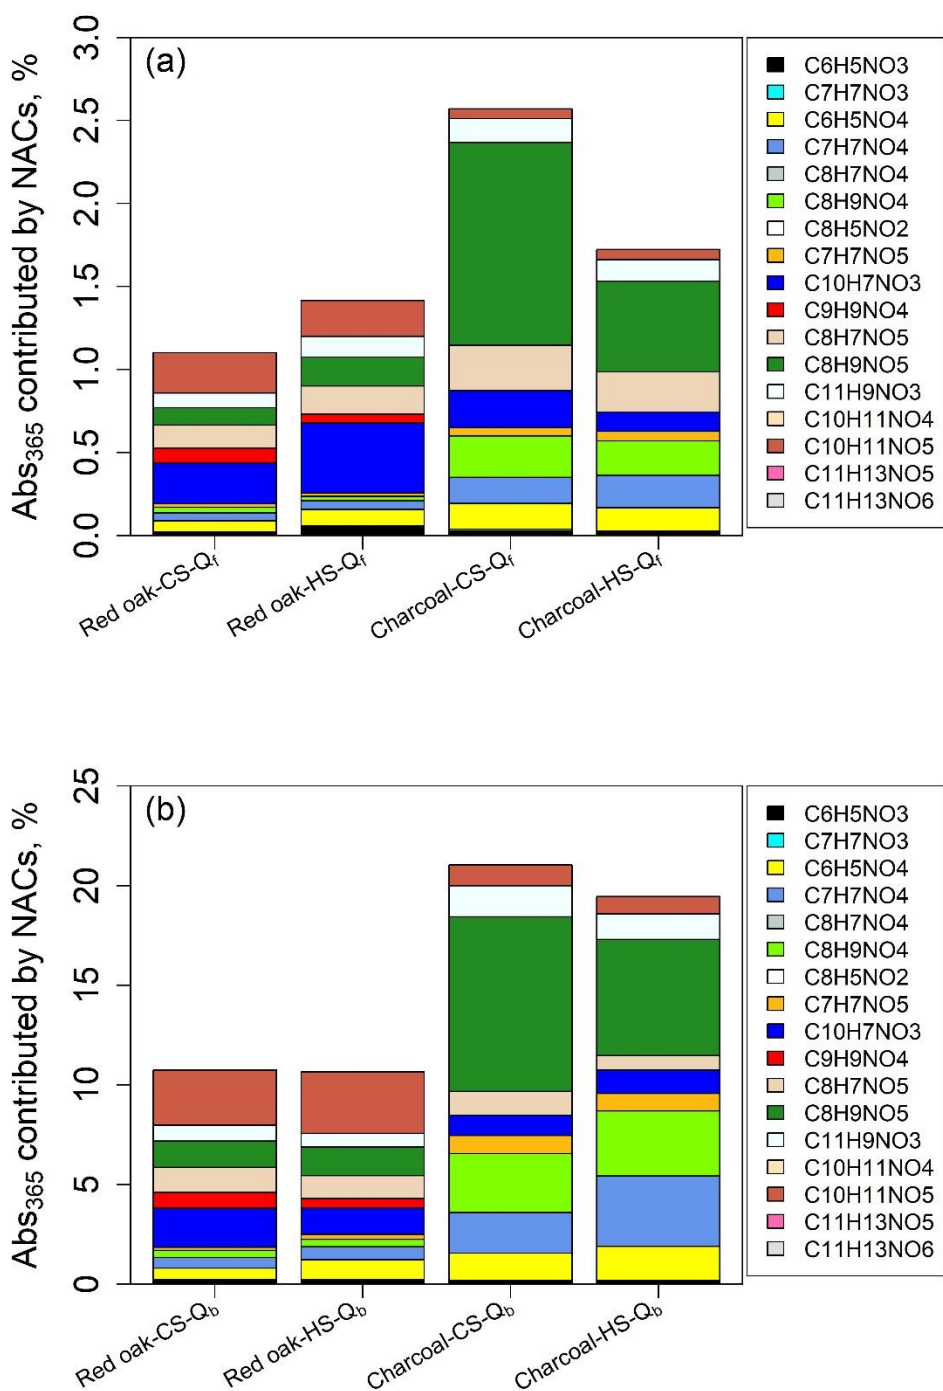 (a)
Abs365 contributed by NACs, %
3.0
2.5
2.0
1.5
1.0
0.5
0.0
Red oak-CS-Qf
Red oak-HS-Qf
Charcoal-CS-Qf
Charcoal-HS-Qf
C6H5NO3
C7H7NO3
C6H5NO4
C7H7NO4
C8H7NO4
C8H9NO4
C8H5NO2
C7H7NO5
C10H7NO3
C9H9NO4
C8H7NO5
C8H9NO5
C11H9NO3
C10H11NO4
C10H11NO5
C11H13NO5
C11H13NO6
(b)
Abs365 contributed by NACs, %
25
20
15
10
5
0
Red oak-CS-Qb
Red oak-HS-Qb
Charcoal-CS-Qb
Charcoal-HS-Qb
C6H5NO3
C7H7NO3
C6H5NO4
C7H7NO4
C8H7NO4
C8H9NO4
C8H5NO2
C7H7NO5
C10H7NO3
C9H9NO4
C8H7NO5
C8H9NO5
C11H9NO3
C10H11NO4
C10H11NO5
C11H13NO5
C11H13NO6